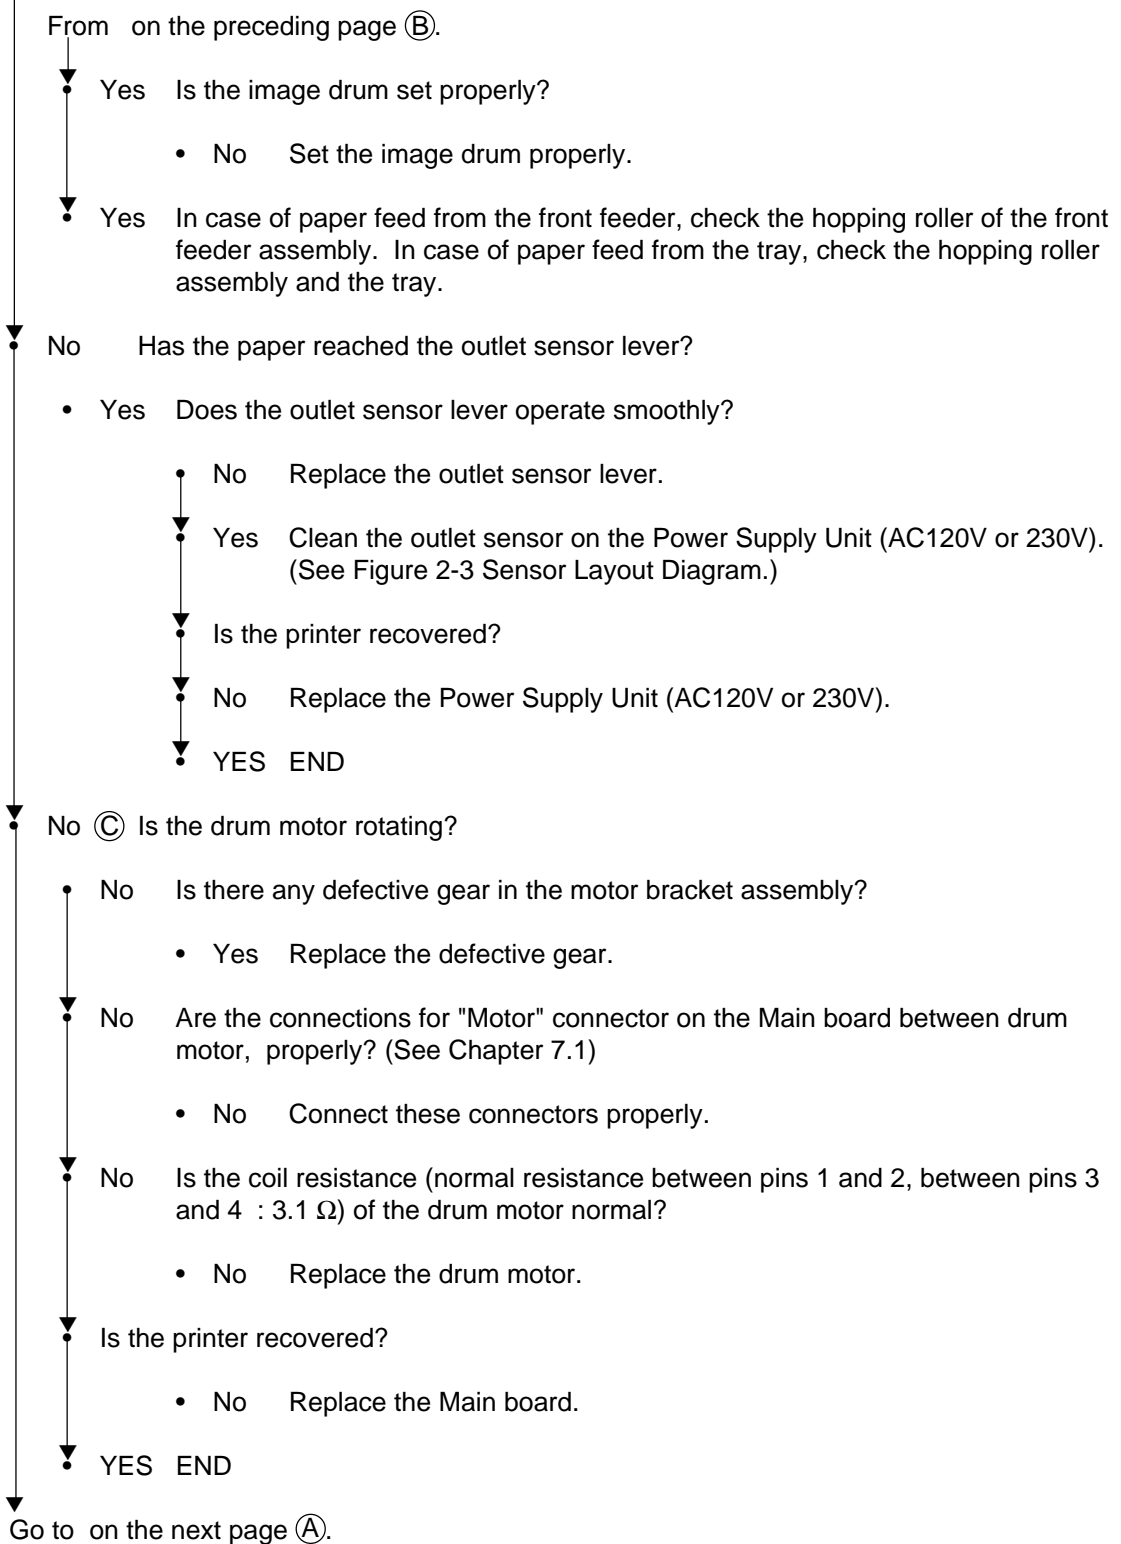 From on the preceding page Ⓑ.
Yes Is the image drum set properly?
• No Set the image drum properly.
Yes In case of paper feed from the front feeder, check the hopping roller of the front
feeder assembly. In case of paper feed from the tray, check the hopping roller
assembly and the tray.
No Has the paper reached the outlet sensor lever?
• Yes Does the outlet sensor lever operate smoothly?
• No Replace the outlet sensor lever.
Yes Clean the outlet sensor on the Power Supply Unit (AC120V or 230V).
(See Figure 2-3 Sensor Layout Diagram.)
Is the printer recovered?
No Replace the Power Supply Unit (AC120V or 230V).
YES END
No Ⓒ Is the drum motor rotating?
• No Is there any defective gear in the motor bracket assembly?
• Yes Replace the defective gear.
No Are the connections for "Motor" connector on the Main board between drum
motor, properly? (See Chapter 7.1)
• No Connect these connectors properly.
No Is the coil resistance (normal resistance between pins 1 and 2, between pins 3
and 4 : 3.1 Ω) of the drum motor normal?
• No Replace the drum motor.
Is the printer recovered?
• No Replace the Main board.
YES END
Go to on the next page Ⓐ.